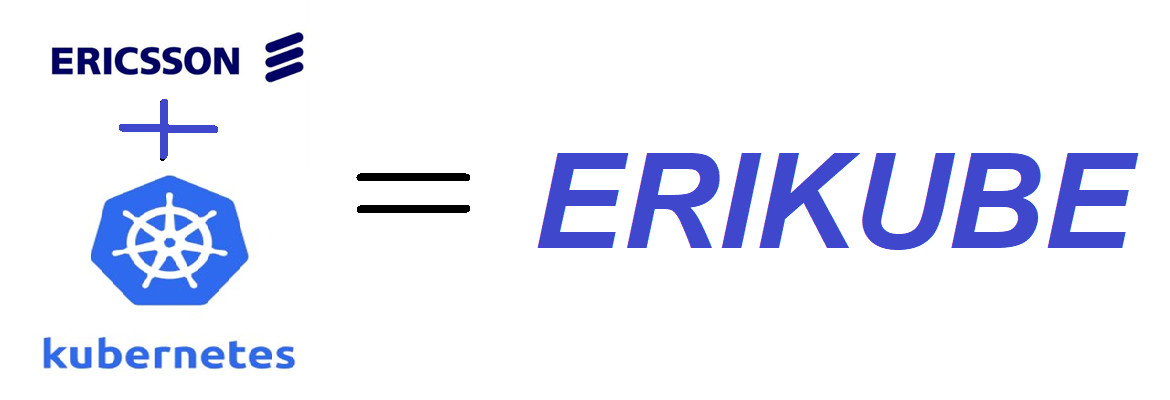 ERICSSON
+
kubernetes
=
ERIKUBE